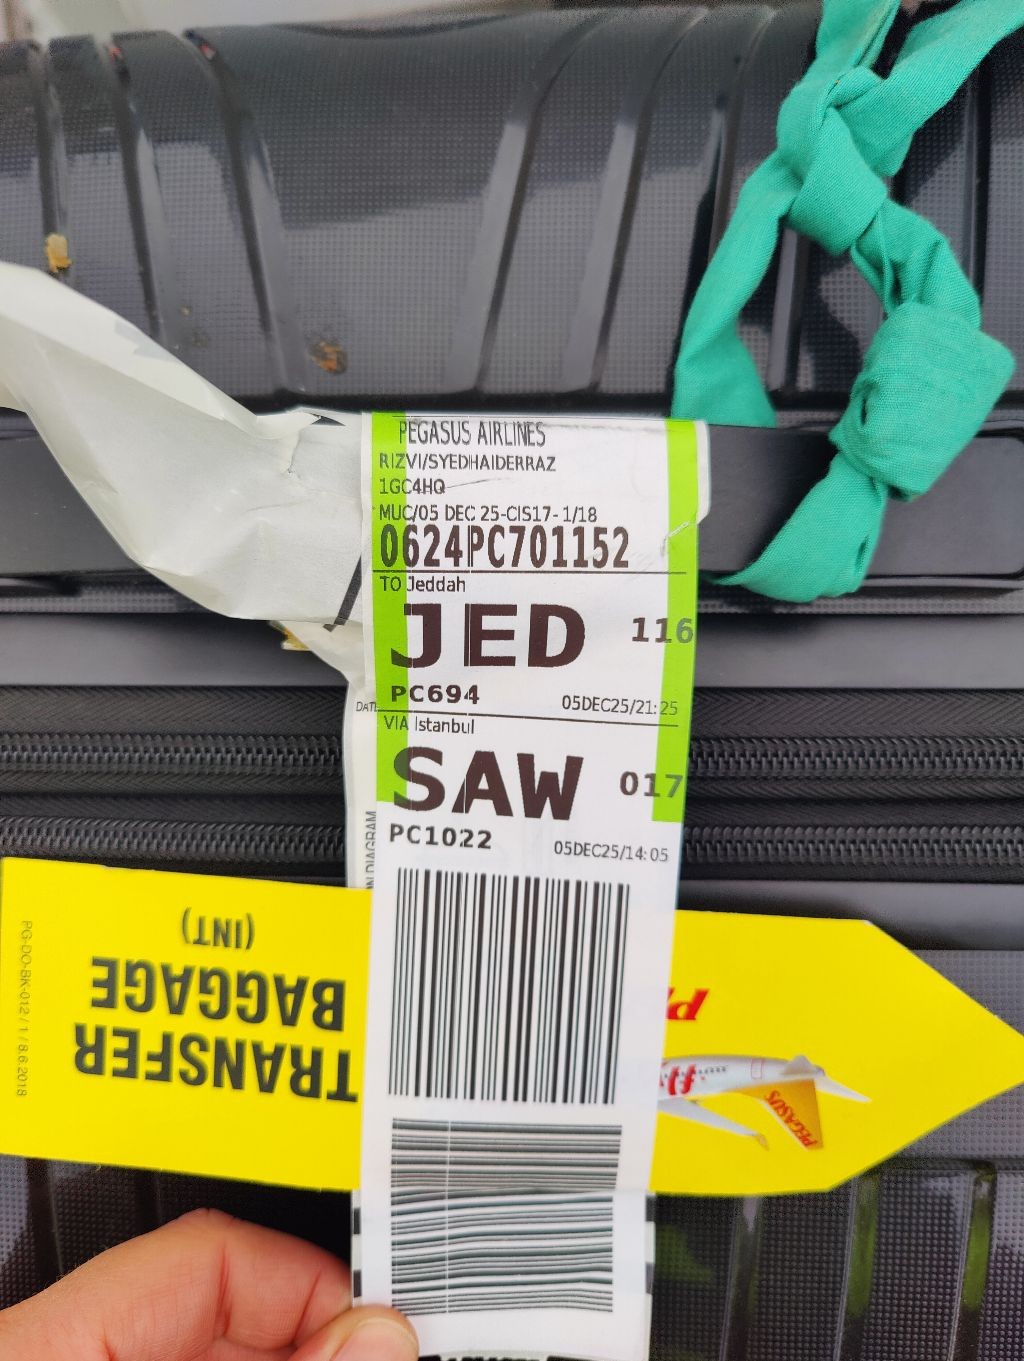 PEGASUS AIRLINES
RIZVI/SYEDHAIDERRAZ
1GC4HQ
MUC/05 DEC 25-CIS17-1/18
0624PC701152
TO Jeddah
JED 116
PC694 05DEC25/21:25
DATE
VIA Istanbul
SAW 017
PC1022 05DEC25/14:05
DIAGRAM
TRANSFER
BAGGAGE
(INT)
PG-DO-BK-012 / 1 / 8.6.2018
PEGASUS